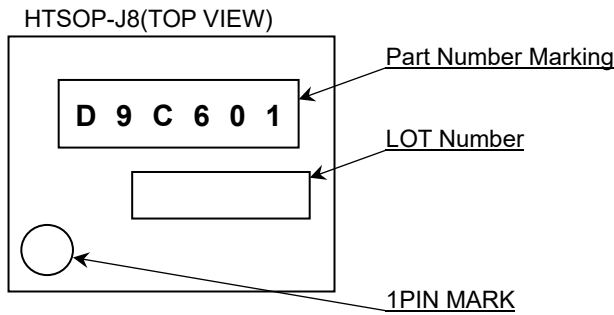 HTSOP-J8(TOP VIEW)
Part Number Marking
D 9 C 6 0 1
LOT Number
1PIN MARK